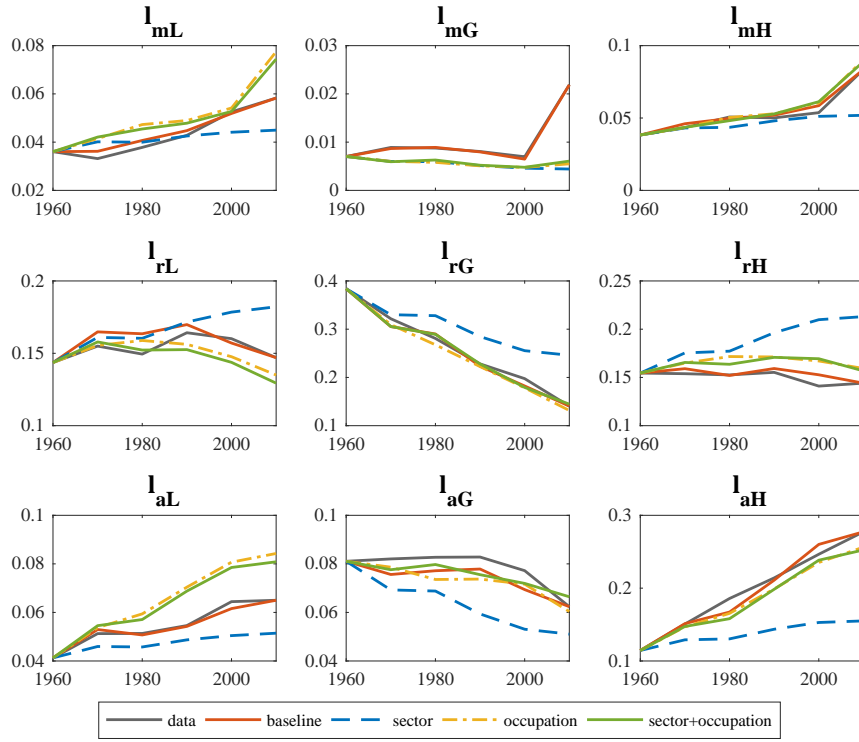 l_mL l_mG l_mH
0.08 0.03 0.1
0.06 0.02
0.05
0.04 0.01
0.02 0 0
1960 1980 2000 1960 1980 2000 1960 1980 2000
l_rL l_rG l_rH
0.2 0.4 0.25
0.3 0.2
0.15
0.2 0.15
0.1 0.1 0.1
1960 1980 2000 1960 1980 2000 1960 1980 2000
l_aL l_aG l_aH
0.1 0.1 0.3
0.08 0.08
0.2
0.06 0.06
0.04 0.04 0.1
1960 1980 2000 1960 1980 2000 1960 1980 2000
data baseline sector occupation sector+occupation